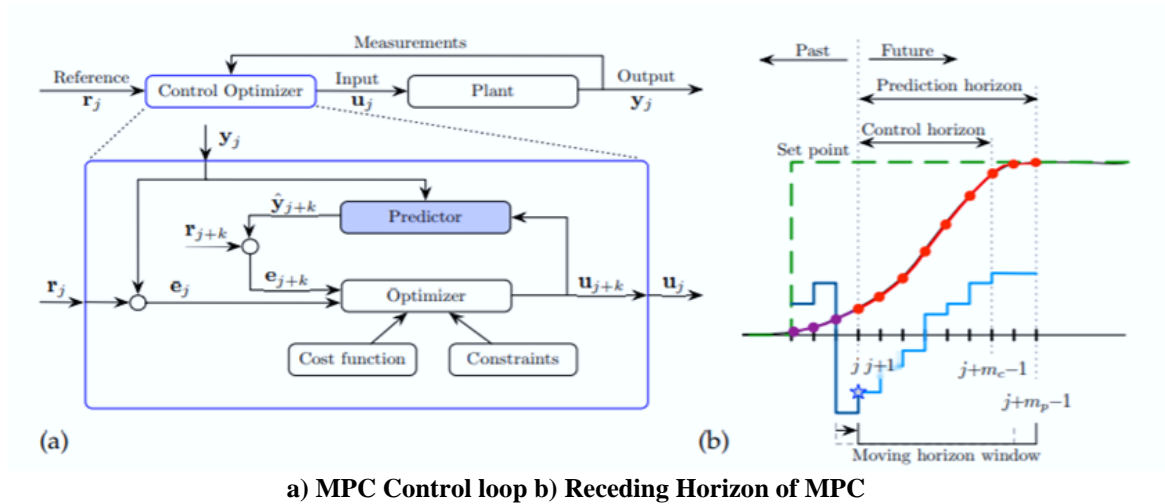 Measurements
Reference
r_j
Control Optimizer
Input
u_j
Plant
Output
y_j
y_j
ŷ_{j+k}
Predictor
r_{j+k}
e_{j+k}
r_j
e_j
Optimizer
u_{j+k}
u_j
Cost function
Constraints
(a)
Past
Future
Prediction horizon
Control horizon
Set point
j j+1
j+m_c−1
j+m_p−1
Moving horizon window
(b)
a) MPC Control loop b) Receding Horizon of MPC